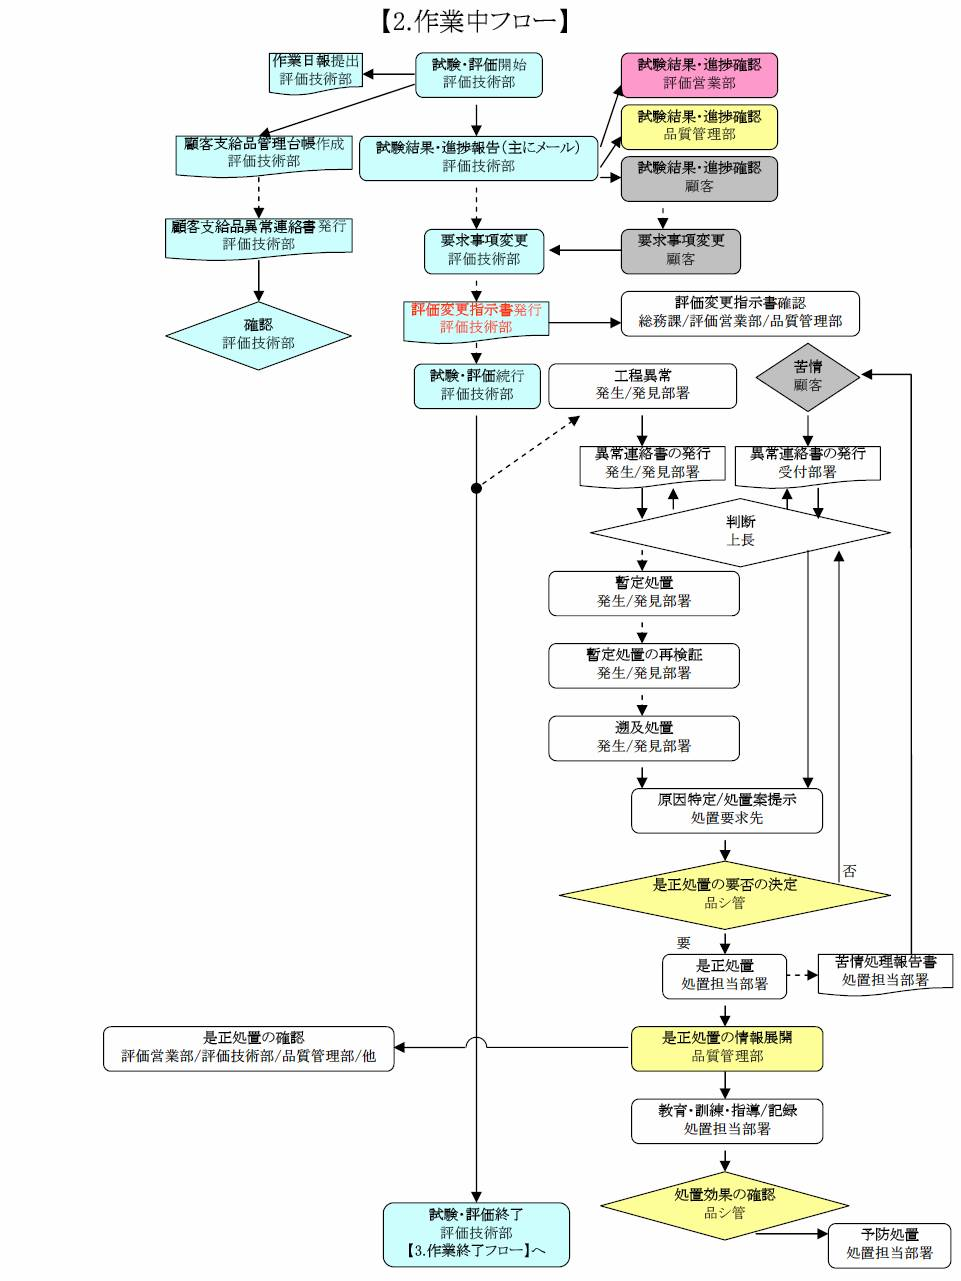 【2.作業中フロー】
作業日報提出
評価技術部
試験・評価開始
評価技術部
試験結果・進捗確認
評価営業部
試験結果・進捗確認
品質管理部
顧客支給品管理台帳作成
評価技術部
試験結果・進捗報告(主にメール)
評価技術部
試験結果・進捗確認
顧客
顧客支給品異常連絡書発行
評価技術部
要求事項変更
評価技術部
要求事項変更
顧客
確認
評価技術部
評価変更指示書発行
評価技術部
評価変更指示書確認
総務課/評価営業部/品質管理部
試験・評価続行
評価技術部
工程異常
発生/発見部署
苦情
顧客
異常連絡書の発行
発生/発見部署
異常連絡書の発行
受付部署
判断
上長
暫定処置
発生/発見部署
暫定処置の再検証
発生/発見部署
遡及処置
発生/発見部署
原因特定/処置案提示
処置要求先
否
是正処置の要否の決定
品シ管
要
是正処置
処置担当部署
苦情処理報告書
処置担当部署
是正処置の確認
評価営業部/評価技術部/品質管理部/他
是正処置の情報展開
品質管理部
教育・訓練・指導/記録
処置担当部署
処置効果の確認
品シ管
試験・評価終了
評価技術部
【3.作業終了フロー】へ
予防処置
処置担当部署